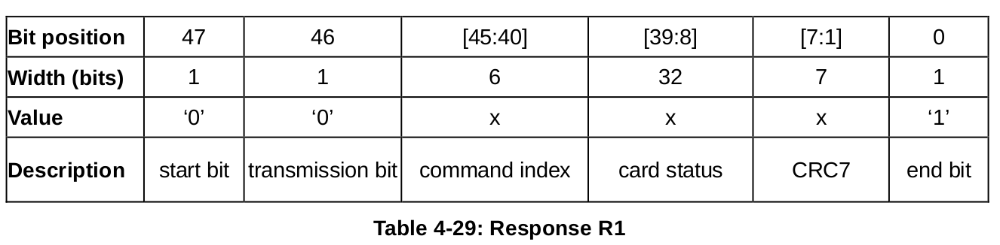 Bit position 47 46 [45:40] [39:8] [7:1] 0
Width (bits) 1 1 6 32 7 1
Value ‘0’ ‘0’ x x x ‘1’
Description start bit transmission bit command index card status CRC7 end bit
Table 4-29: Response R1